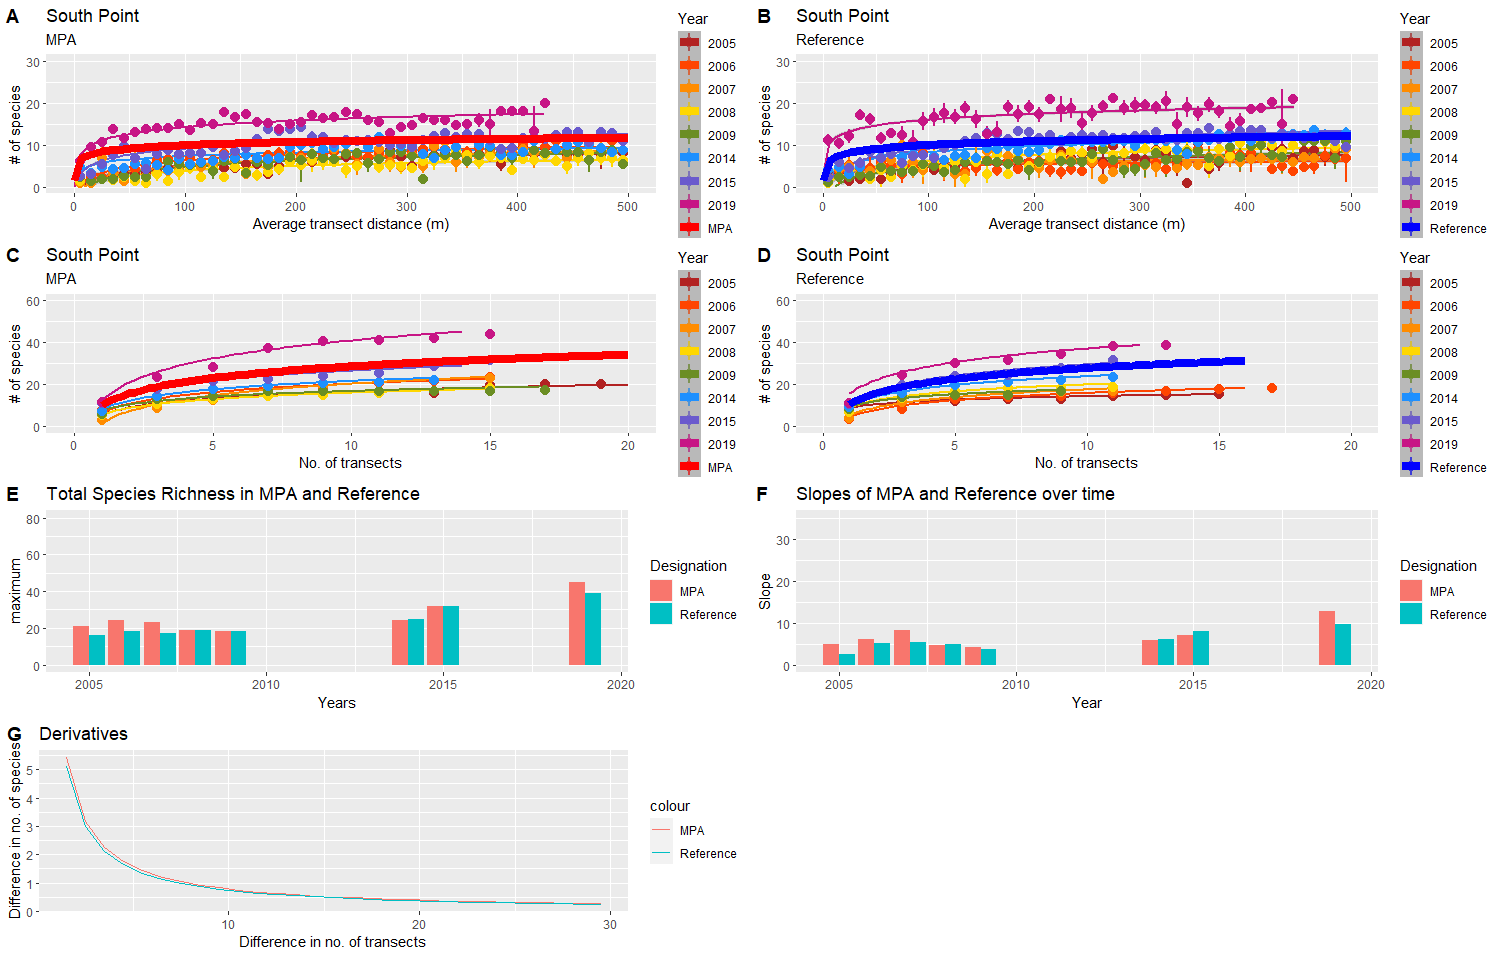 A South Point
MPA
30
20
10
0
# of species
0 100 200 300 400 500
Average transect distance (m)
Year
2005
2006
2007
2008
2009
2014
2015
2019
MPA
B South Point
Reference
30
20
10
0
# of species
0 100 200 300 400 500
Average transect distance (m)
Year
2005
2006
2007
2008
2009
2014
2015
2019
Reference
C South Point
MPA
60
40
20
0
# of species
0 5 10 15 20
No. of transects
Year
2005
2006
2007
2008
2009
2014
2015
2019
MPA
D South Point
Reference
60
40
20
0
# of species
0 5 10 15 20
No. of transects
Year
2005
2006
2007
2008
2009
2014
2015
2019
Reference
E Total Species Richness in MPA and Reference
80
60
40
20
0
maximum
2005 2010 2015 2020
Years
Designation
MPA
Reference
F Slopes of MPA and Reference over time
30
20
10
0
Slope
2005 2010 2015 2020
Year
Designation
MPA
Reference
G Derivatives
5
4
3
2
1
0
Difference in no. of species
10 20 30
Difference in no. of transects
colour
MPA
Reference